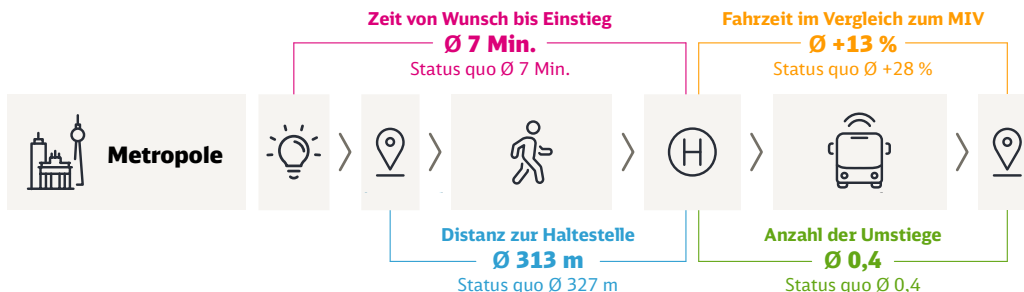 Zeit von Wunsch bis Einstieg
Ø 7 Min.
Status quo Ø 7 Min.
Fahrzeit im Vergleich zum MIV
Ø +13 %
Status quo Ø +28 %
Metropole
H
Distanz zur Haltestelle
Ø 313 m
Status quo Ø 327 m
Anzahl der Umstiege
Ø 0,4
Status quo Ø 0,4